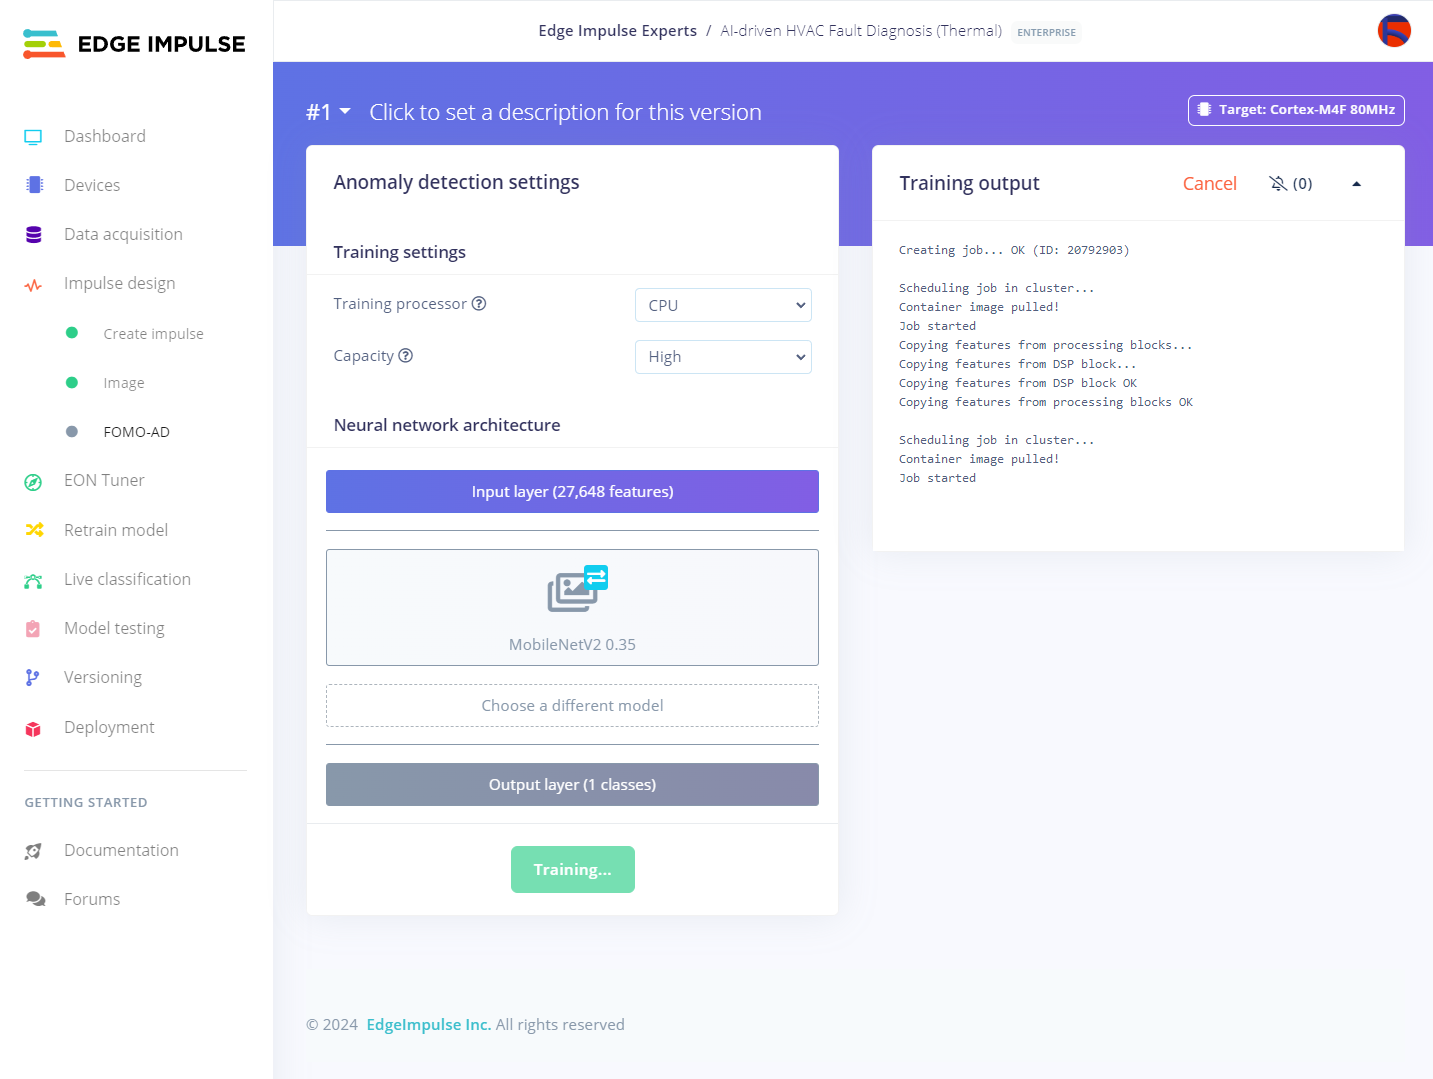 EDGE IMPULSE
Edge Impulse Experts / AI-driven HVAC Fault Diagnosis (Thermal) ENTERPRISE
Dashboard
Devices
Data acquisition
Impulse design
Create impulse
Image
FOMO-AD
EON Tuner
Retrain model
Live classification
Model testing
Versioning
Deployment
GETTING STARTED
Documentation
Forums
#1 Click to set a description for this version
Target: Cortex-M4F 80MHz
Anomaly detection settings
Training settings
Training processor ?
CPU
Capacity ?
High
Neural network architecture
Input layer (27,648 features)
MobileNetV2 0.35
Choose a different model
Output layer (1 classes)
Training...
Training output
Cancel
(0)
Creating job... OK (ID: 20792903)
Scheduling job in cluster...
Container image pulled!
Job started
Copying features from processing blocks...
Copying features from DSP block...
Copying features from DSP block OK
Copying features from processing blocks OK
Scheduling job in cluster...
Container image pulled!
Job started
© 2024 EdgeImpulse Inc. All rights reserved